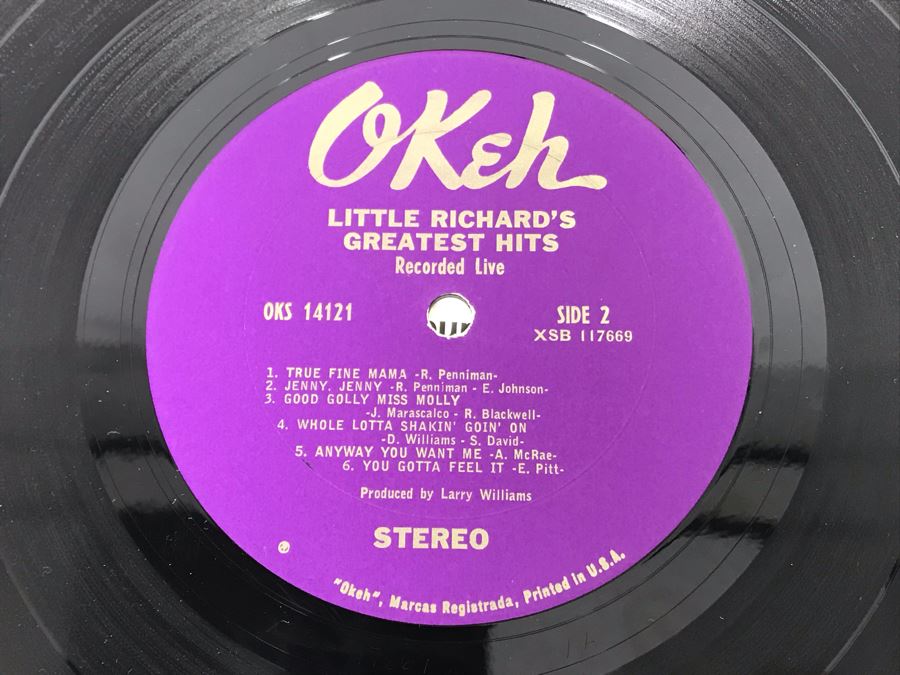 OKeh
LITTLE RICHARD'S
GREATEST HITS
Recorded Live
OKS 14121
SIDE 2
XSB 117669
1. TRUE FINE MAMA -R. Penniman-
2. JENNY, JENNY -R. Penniman - E. Johnson-
3. GOOD GOLLY MISS MOLLY
-J. Marascalco - R. Blackwell-
4. WHOLE LOTTA SHAKIN' GOIN' ON
-D. Williams - S. David-
5. ANYWAY YOU WANT ME -A. McRae-
6. YOU GOTTA FEEL IT -E. Pitt-
Produced by Larry Williams
STEREO
"Okeh", Marcas Registrada, Printed in U.S.A.